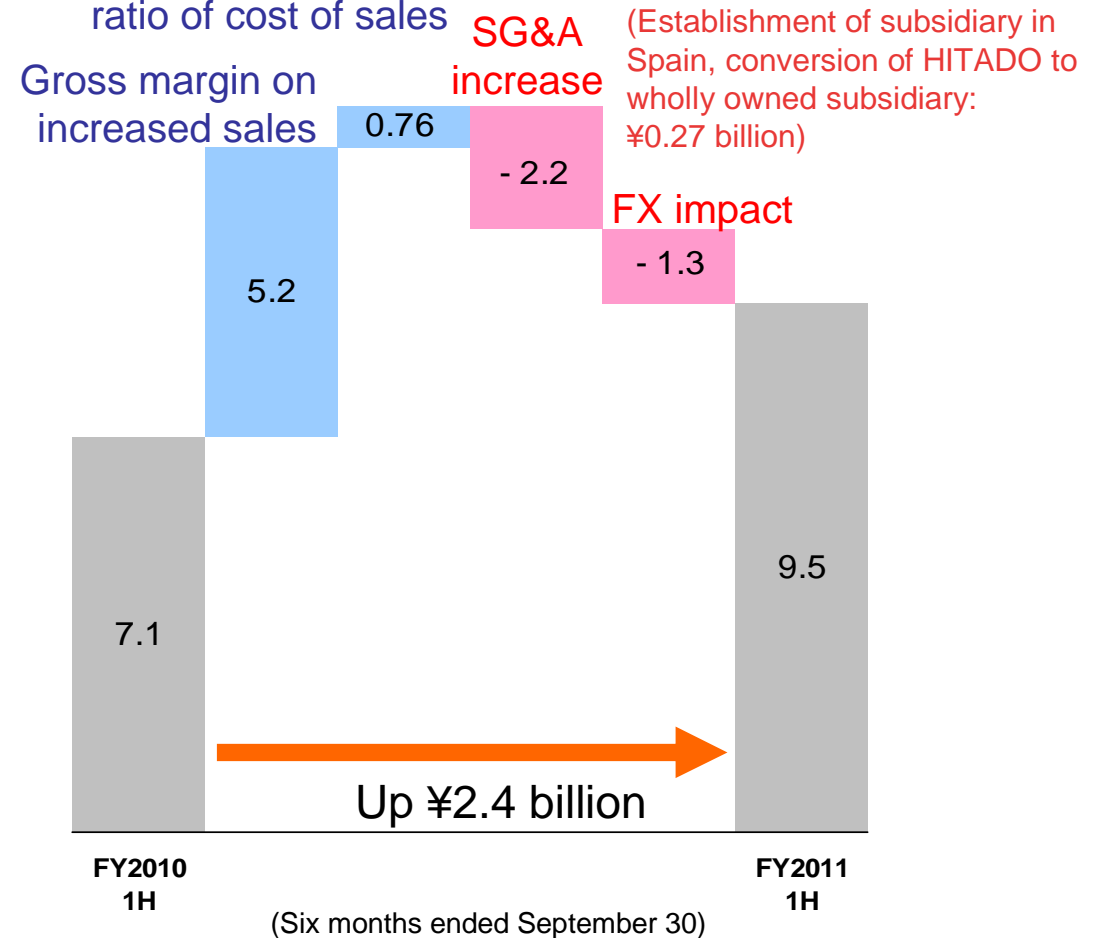 ratio of cost of sales
SG&A
increase
(Establishment of subsidiary in
Spain, conversion of HITADO to
wholly owned subsidiary:
¥0.27 billion)
Gross margin on
increased sales
0.76
- 2.2
FX impact
- 1.3
5.2
9.5
7.1
Up ¥2.4 billion
FY2010
1H
FY2011
1H
(Six months ended September 30)